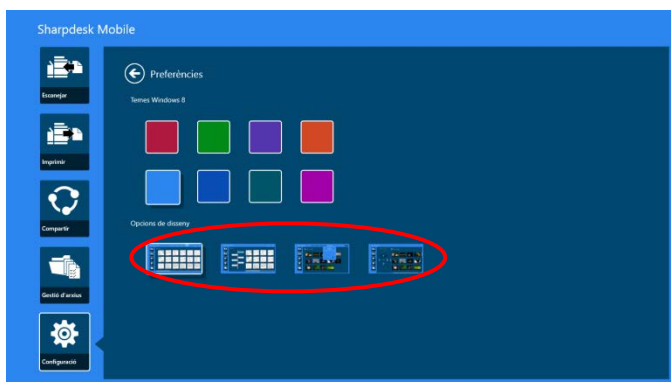 Sharpdesk Mobile
Escanejar
Imprimir
Compartir
Gestió d'arxius
Configuració
Preferències
Temes Windows 8
Opcions de disseny